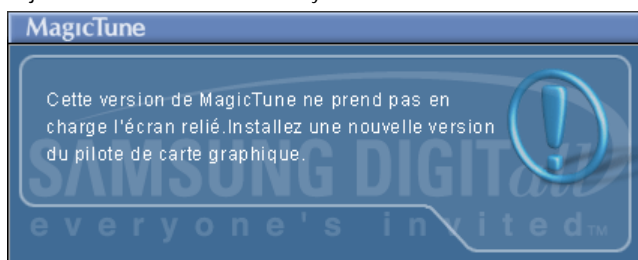 MagicTune
Cette version de MagicTune ne prend pas en
charge l'écran relié.Installez une nouvelle version
du pilote de carte graphique.
SAMSUNG DIGITall
everyone's invited™